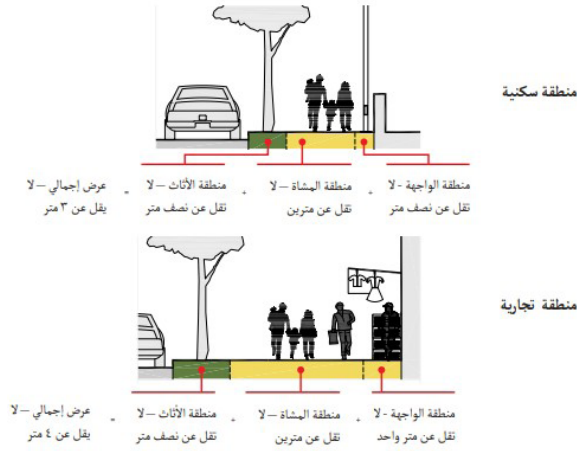 منطقة سكنية
منطقة الواجهة - لا
تقل عن نصف متر
+
منطقة المشاة – لا
تقل عن مترين
+
منطقة الأثاث – لا
تقل عن نصف متر
=
عرض إجمالي – لا
يقل عن ٣ متر
منطقة تجارية
منطقة الواجهة - لا
تقل عن متر واحد
+
منطقة المشاة – لا
تقل عن مترين
+
منطقة الأثاث – لا
تقل عن نصف متر
=
عرض إجمالي – لا
يقل عن ٤ متر